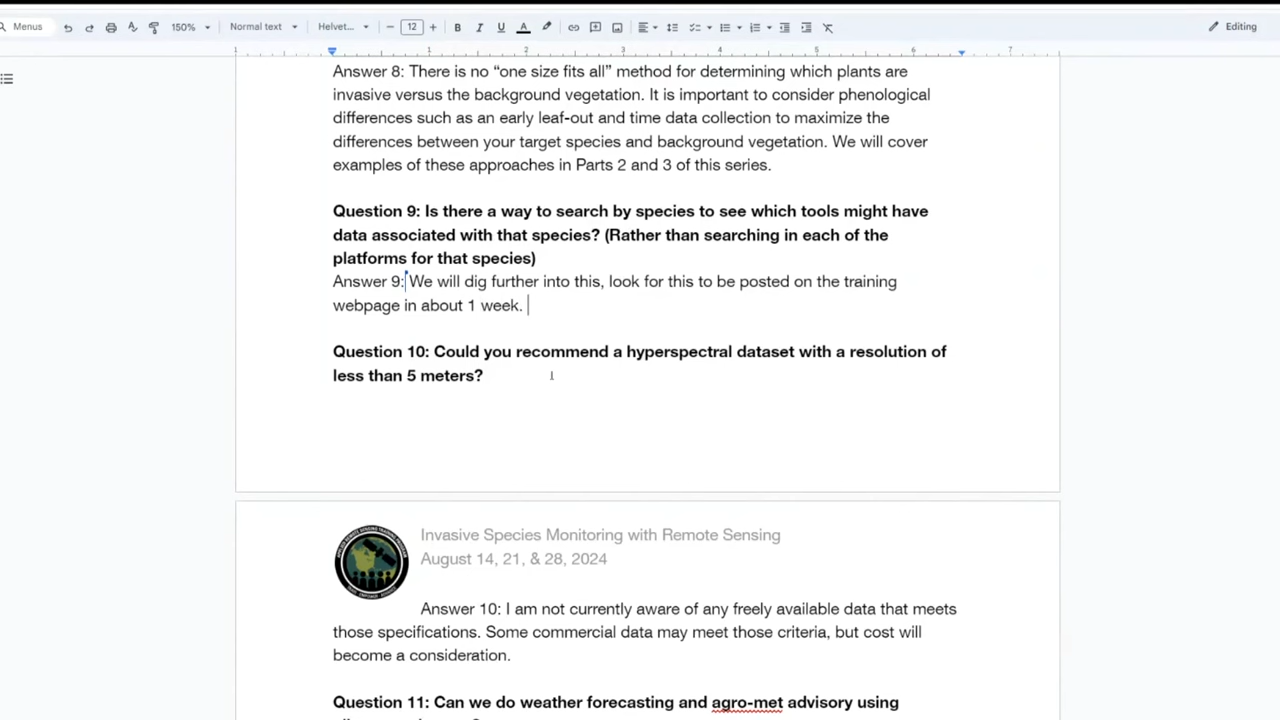 Menus
150%
Normal text
Helvet...
12
B
I
U
A
Editing
1
1
2
3
4
5
6
7
Answer 8: There is no “one size fits all” method for determining which plants are
invasive versus the background vegetation. It is important to consider phenological
differences such as an early leaf-out and time data collection to maximize the
differences between your target species and background vegetation. We will cover
examples of these approaches in Parts 2 and 3 of this series.
Question 9: Is there a way to search by species to see which tools might have
data associated with that species? (Rather than searching in each of the
platforms for that species)
Answer 9: We will dig further into this, look for this to be posted on the training
webpage in about 1 week.
Question 10: Could you recommend a hyperspectral dataset with a resolution of
less than 5 meters?
Invasive Species Monitoring with Remote Sensing
August 14, 21, & 28, 2024
Answer 10: I am not currently aware of any freely available data that meets
those specifications. Some commercial data may meet those criteria, but cost will
become a consideration.
Question 11: Can we do weather forecasting and agro-met advisory using